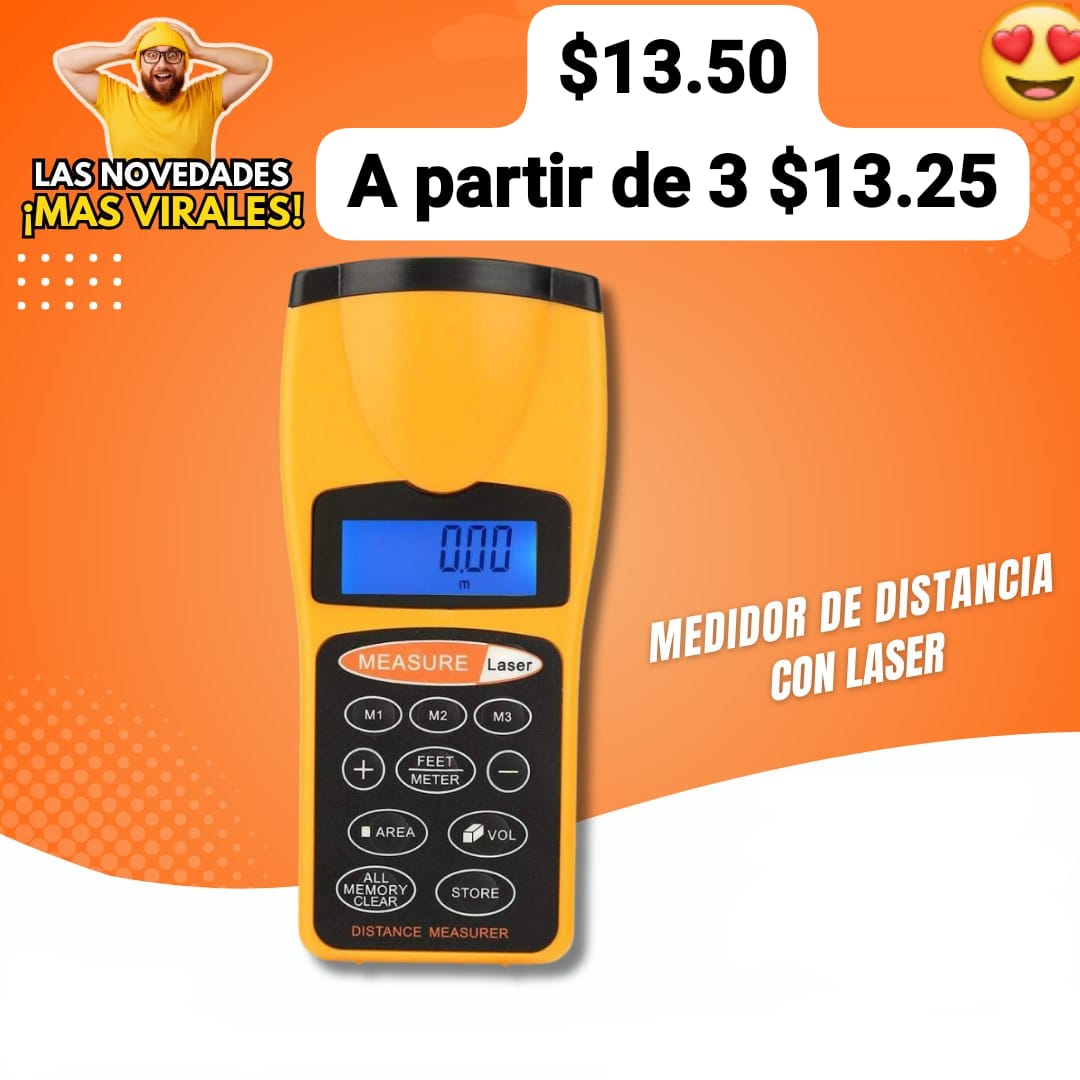 $13.50
A partir de 3 $13.25
LAS NOVEDADES
¡MAS VIRALES!
0.00
m
MEASURE Laser
M1 M2 M3
+ FEET METER −
AREA VOL
ALL MEMORY CLEAR STORE
DISTANCE MEASURER
MEDIDOR DE DISTANCIA
CON LASER